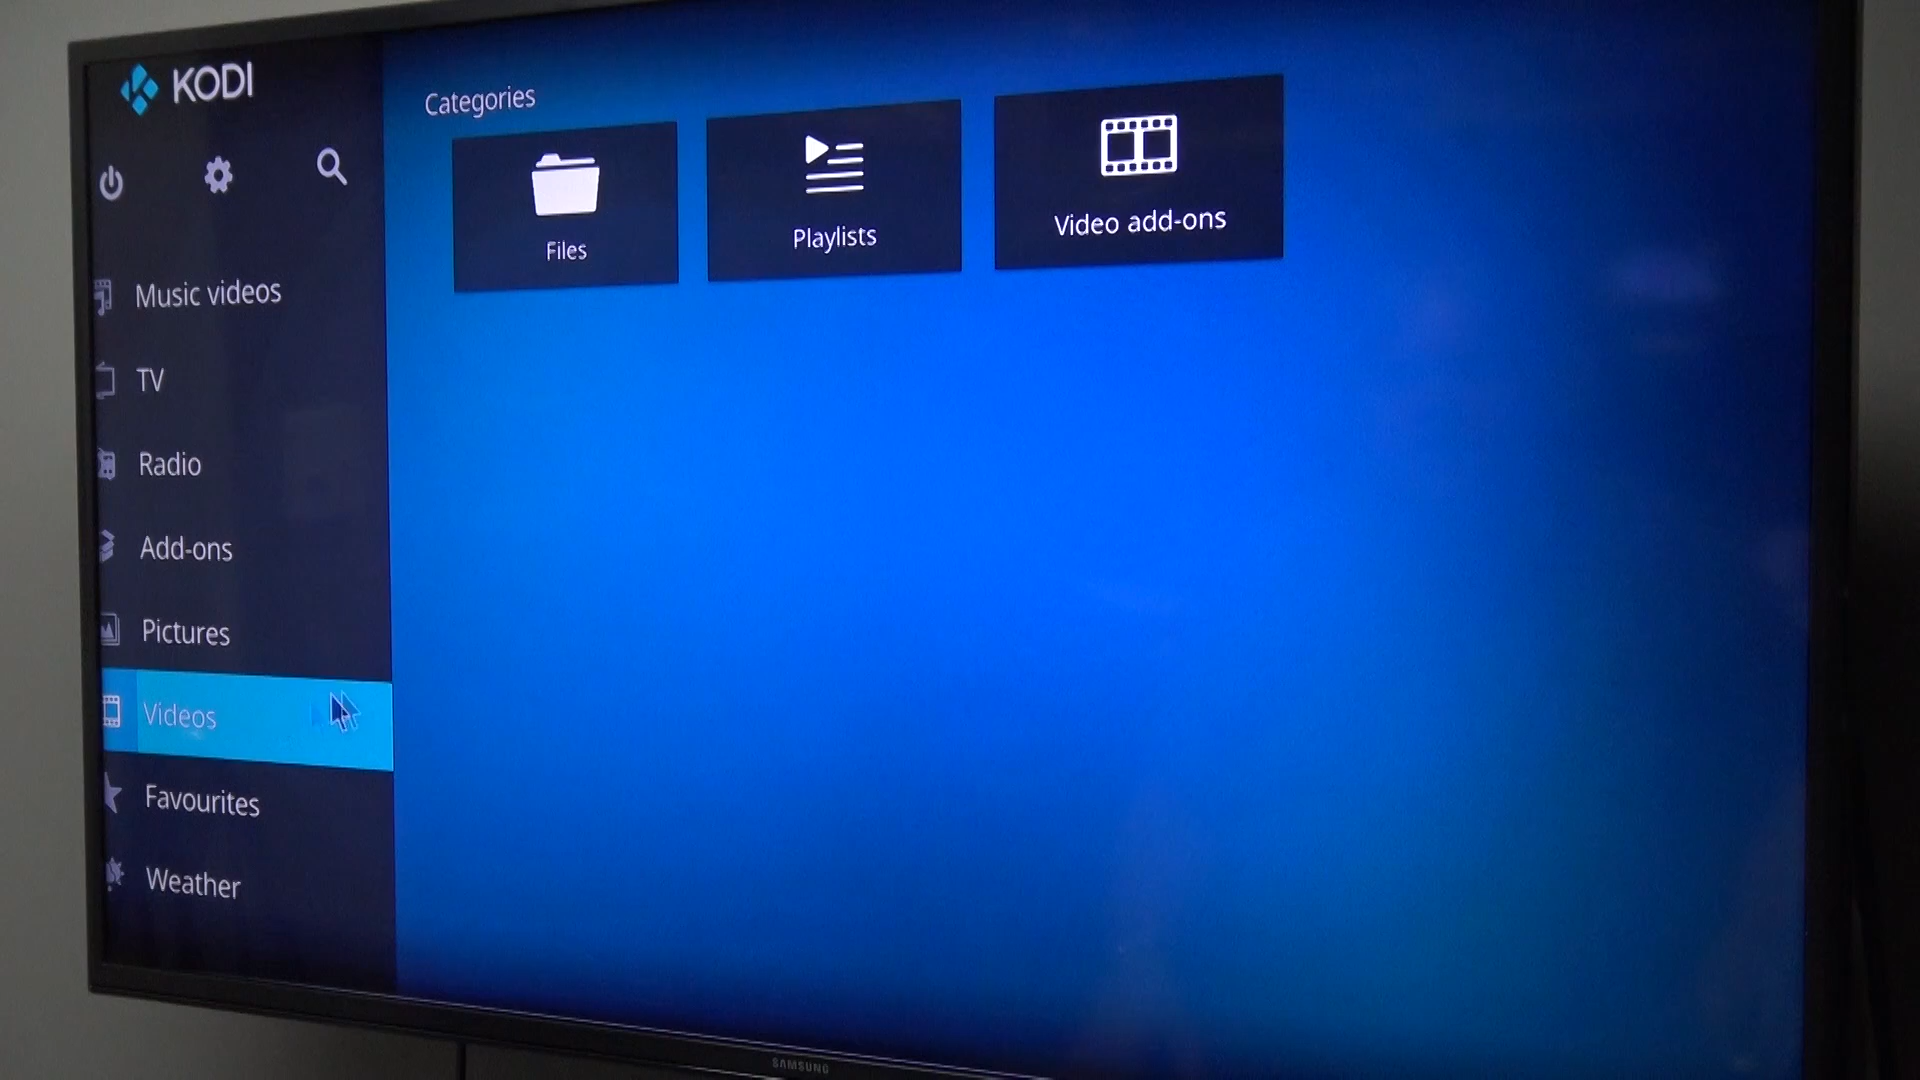 KODI
Categories
Files
Playlists
Video add-ons
Music videos
TV
Radio
Add-ons
Pictures
Videos
Favourites
Weather
SAMSUNG